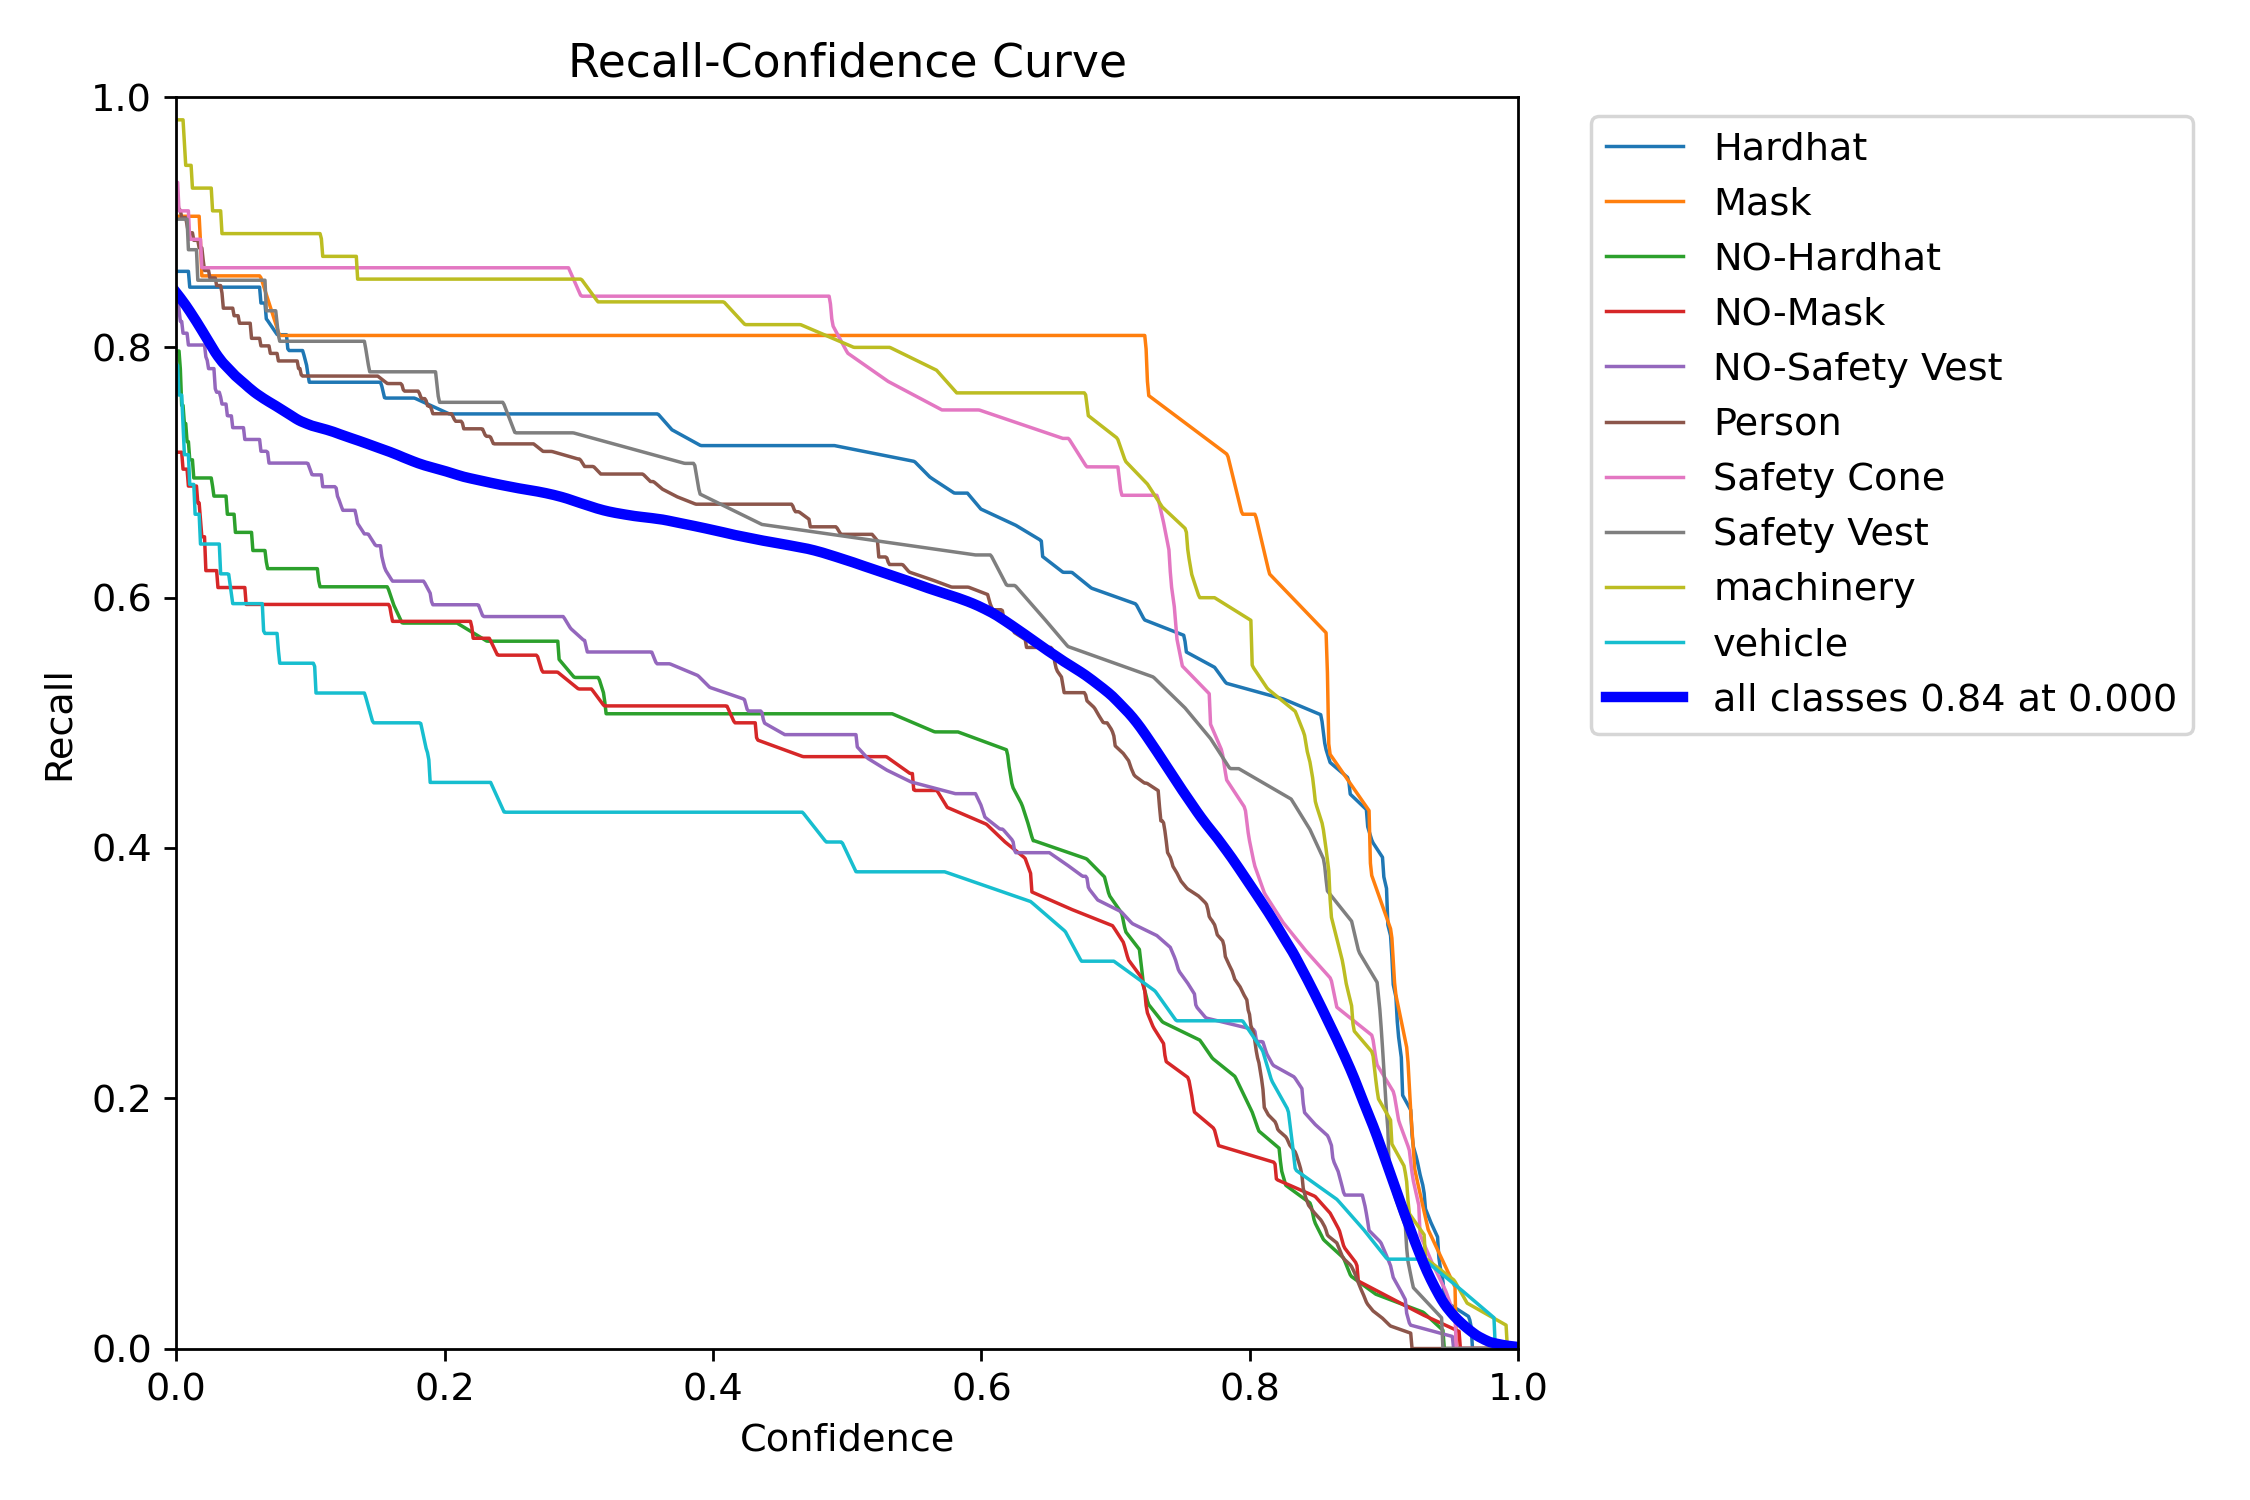 Recall-Confidence Curve
1.0
0.8
0.6
0.4
0.2
0.0
Recall
0.0 0.2 0.4 0.6 0.8 1.0
Confidence
Hardhat
Mask
NO-Hardhat
NO-Mask
NO-Safety Vest
Person
Safety Cone
Safety Vest
machinery
vehicle
all classes 0.84 at 0.000